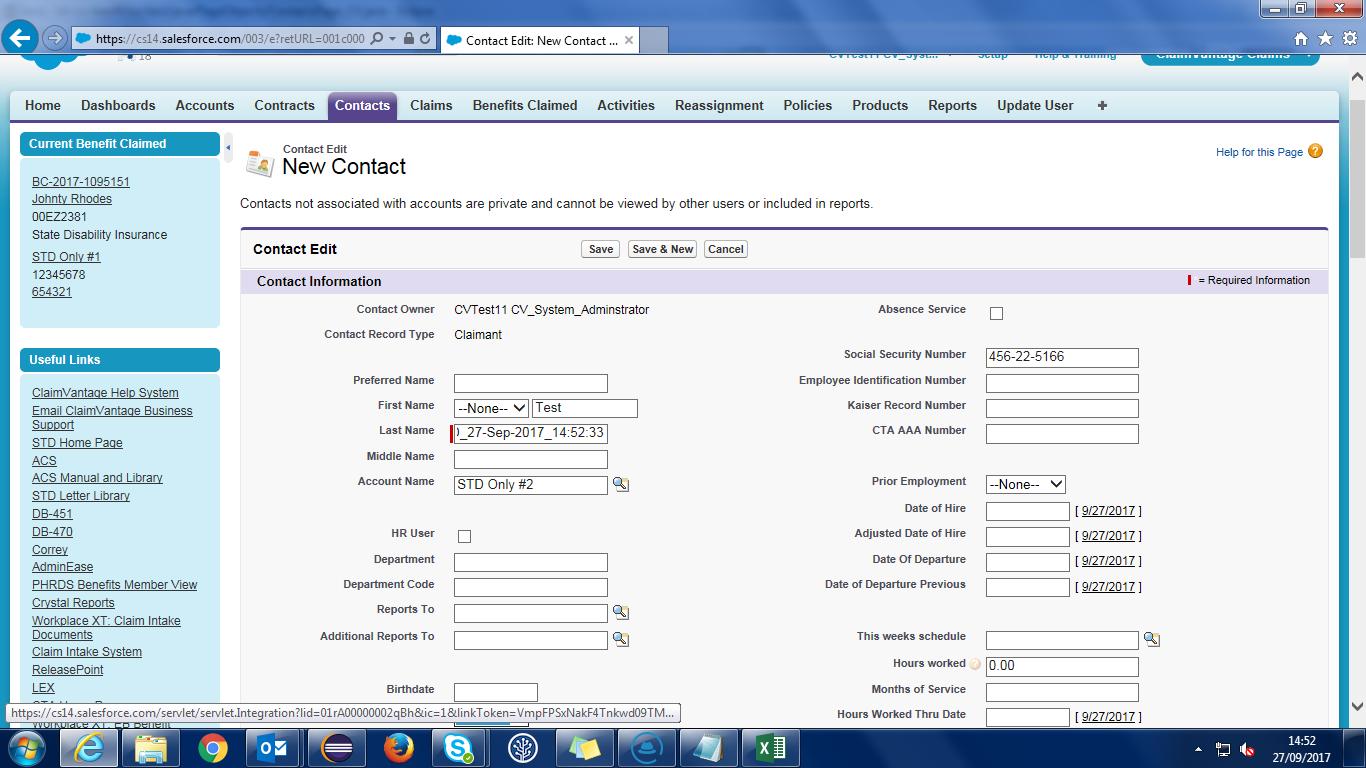 https://cs14.salesforce.com/003/e?retURL=001c000
Contact Edit: New Contact ...
18
CVTest11 CV_Syst...
Setup
Help & Training
ClaimVantage Claims
Home Dashboards Accounts Contracts Contacts Claims Benefits Claimed Activities Reassignment Policies Products Reports Update User +
Current Benefit Claimed
BC-2017-1095151
Johnty Rhodes
00EZ2381
State Disability Insurance
STD Only #1
12345678
654321
Useful Links
ClaimVantage Help System
Email ClaimVantage Business
Support
STD Home Page
ACS
ACS Manual and Library
STD Letter Library
DB-451
DB-470
Correy
AdminEase
PHRDS Benefits Member View
Crystal Reports
Workplace XT: Claim Intake
Documents
Claim Intake System
ReleasePoint
LEX
Workplace XT: EB Benefit
Contact Edit
New Contact
Help for this Page ?
Contacts not associated with accounts are private and cannot be viewed by other users or included in reports.
Contact Edit
Save Save & New Cancel
Contact Information
= Required Information
Contact Owner CVTest11 CV_System_Adminstrator
Contact Record Type Claimant
Preferred Name
First Name --None-- Test
Last Name _27-Sep-2017_14:52:33
Middle Name
Account Name STD Only #2
HR User
Department
Department Code
Reports To
Additional Reports To
Birthdate
Absence Service
Social Security Number 456-22-5166
Employee Identification Number
Kaiser Record Number
CTA AAA Number
Prior Employment --None--
Date of Hire [ 9/27/2017 ]
Adjusted Date of Hire [ 9/27/2017 ]
Date Of Departure [ 9/27/2017 ]
Date of Departure Previous [ 9/27/2017 ]
This weeks schedule
Hours worked 0.00
Months of Service
Hours Worked Thru Date [ 9/27/2017 ]
https://cs14.salesforce.com/servlet/servlet.Integration?lid=01rA00000002qBh&ic=1&linkToken=VmpFPSxNakF4Tnkwd09TM...
14:52
27/09/2017